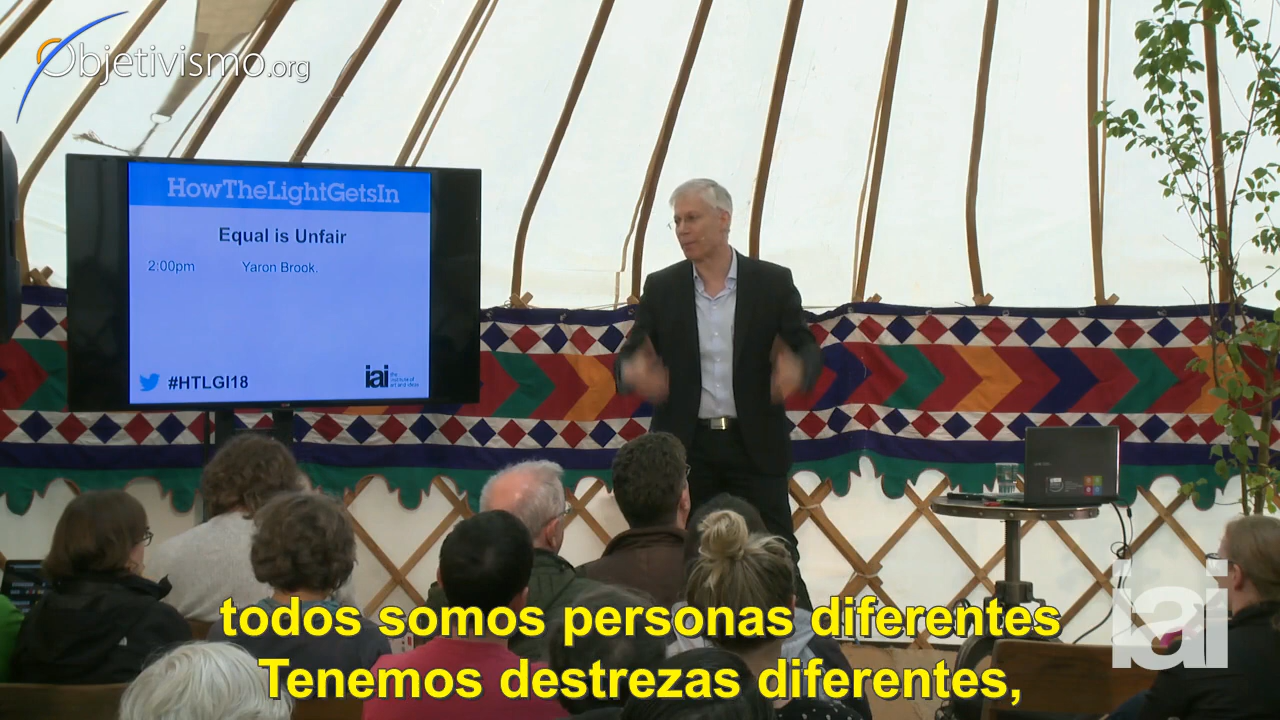 Objetivismo.org
HowTheLightGetsIn
Equal is Unfair
2:00pm Yaron Brook.
#HTLGI18
iai
todos somos personas diferentes
Tenemos destrezas diferentes,
iai